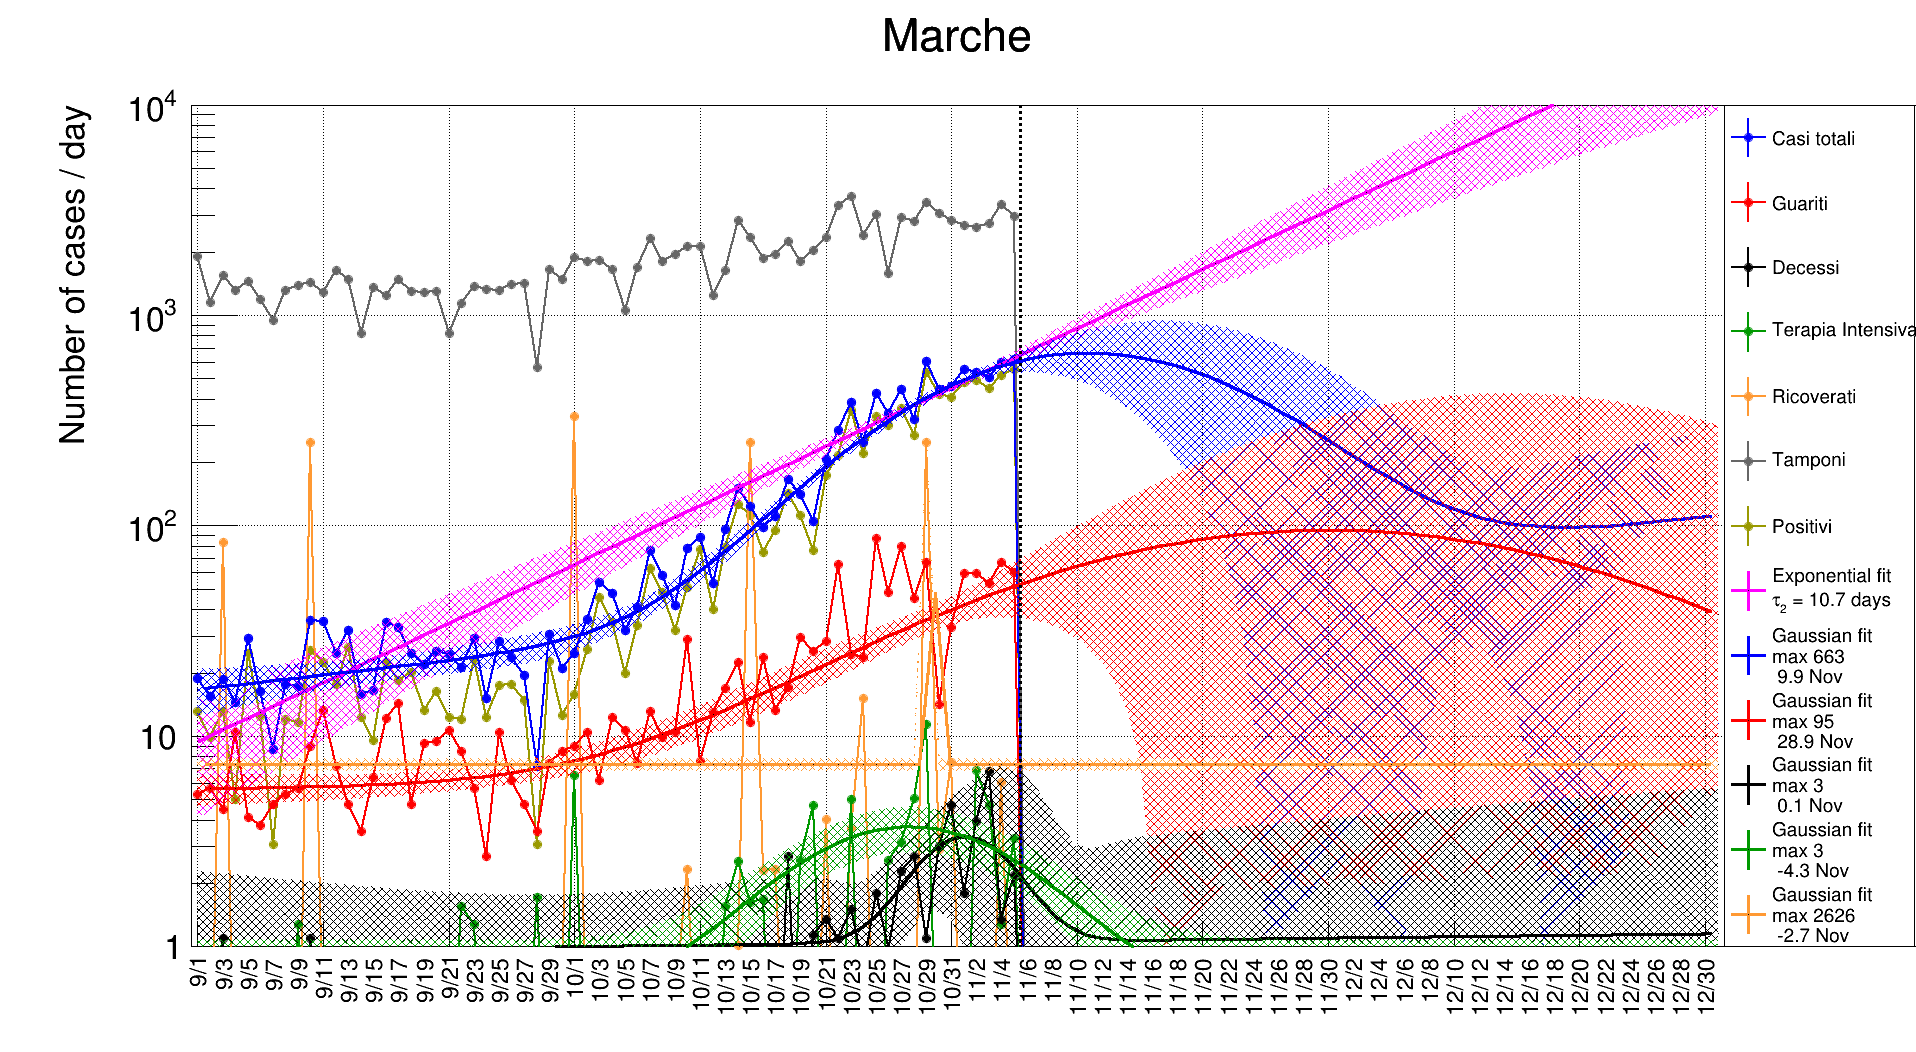 Marche
Number of cases / day
10^4
10^3
10^2
10
1
9/1
9/3
9/5
9/7
9/9
9/11
9/13
9/15
9/17
9/19
9/21
9/23
9/25
9/27
9/29
10/1
10/3
10/5
10/7
10/9
10/11
10/13
10/15
10/17
10/19
10/21
10/23
10/25
10/27
10/29
10/31
11/2
11/4
11/6
11/8
11/10
11/12
11/14
11/16
11/18
11/20
11/22
11/24
11/26
11/28
11/30
12/2
12/4
12/6
12/8
12/10
12/12
12/14
12/16
12/18
12/20
12/22
12/24
12/26
12/28
12/30
Casi totali
Guariti
Decessi
Terapia Intensiva
Ricoverati
Tamponi
Positivi
Exponential fit
τ₂ = 10.7 days
Gaussian fit
max 663
9.9 Nov
Gaussian fit
max 95
28.9 Nov
Gaussian fit
max 3
0.1 Nov
Gaussian fit
max 3
-4.3 Nov
Gaussian fit
max 2626
-2.7 Nov